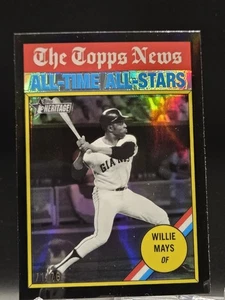 The Topps News
ALL-TIME ALL-STARS
HERITAGE
GIANTS
WILLIE
MAYS
OF